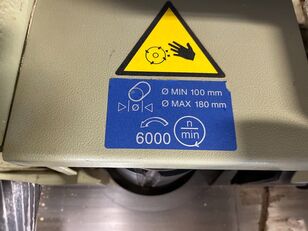 Ø MIN 100 mm
Ø MAX 180 mm
Ø
6000 n/min